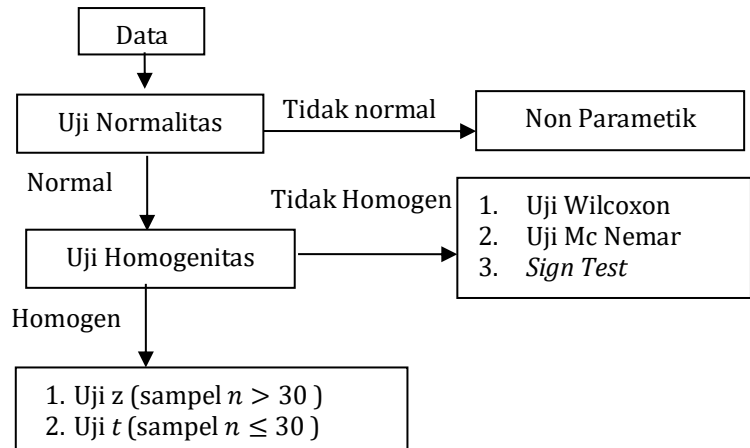 Data
Uji Normalitas
Tidak normal
Non Parametik
Normal
Tidak Homogen
Uji Homogenitas
1. Uji Wilcoxon
2. Uji Mc Nemar
3. Sign Test
Homogen
1. Uji z (sampel n > 30 )
2. Uji t (sampel n ≤ 30 )